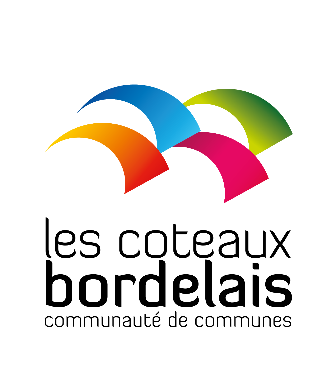 les coteaux
bordelais
communauté de communes